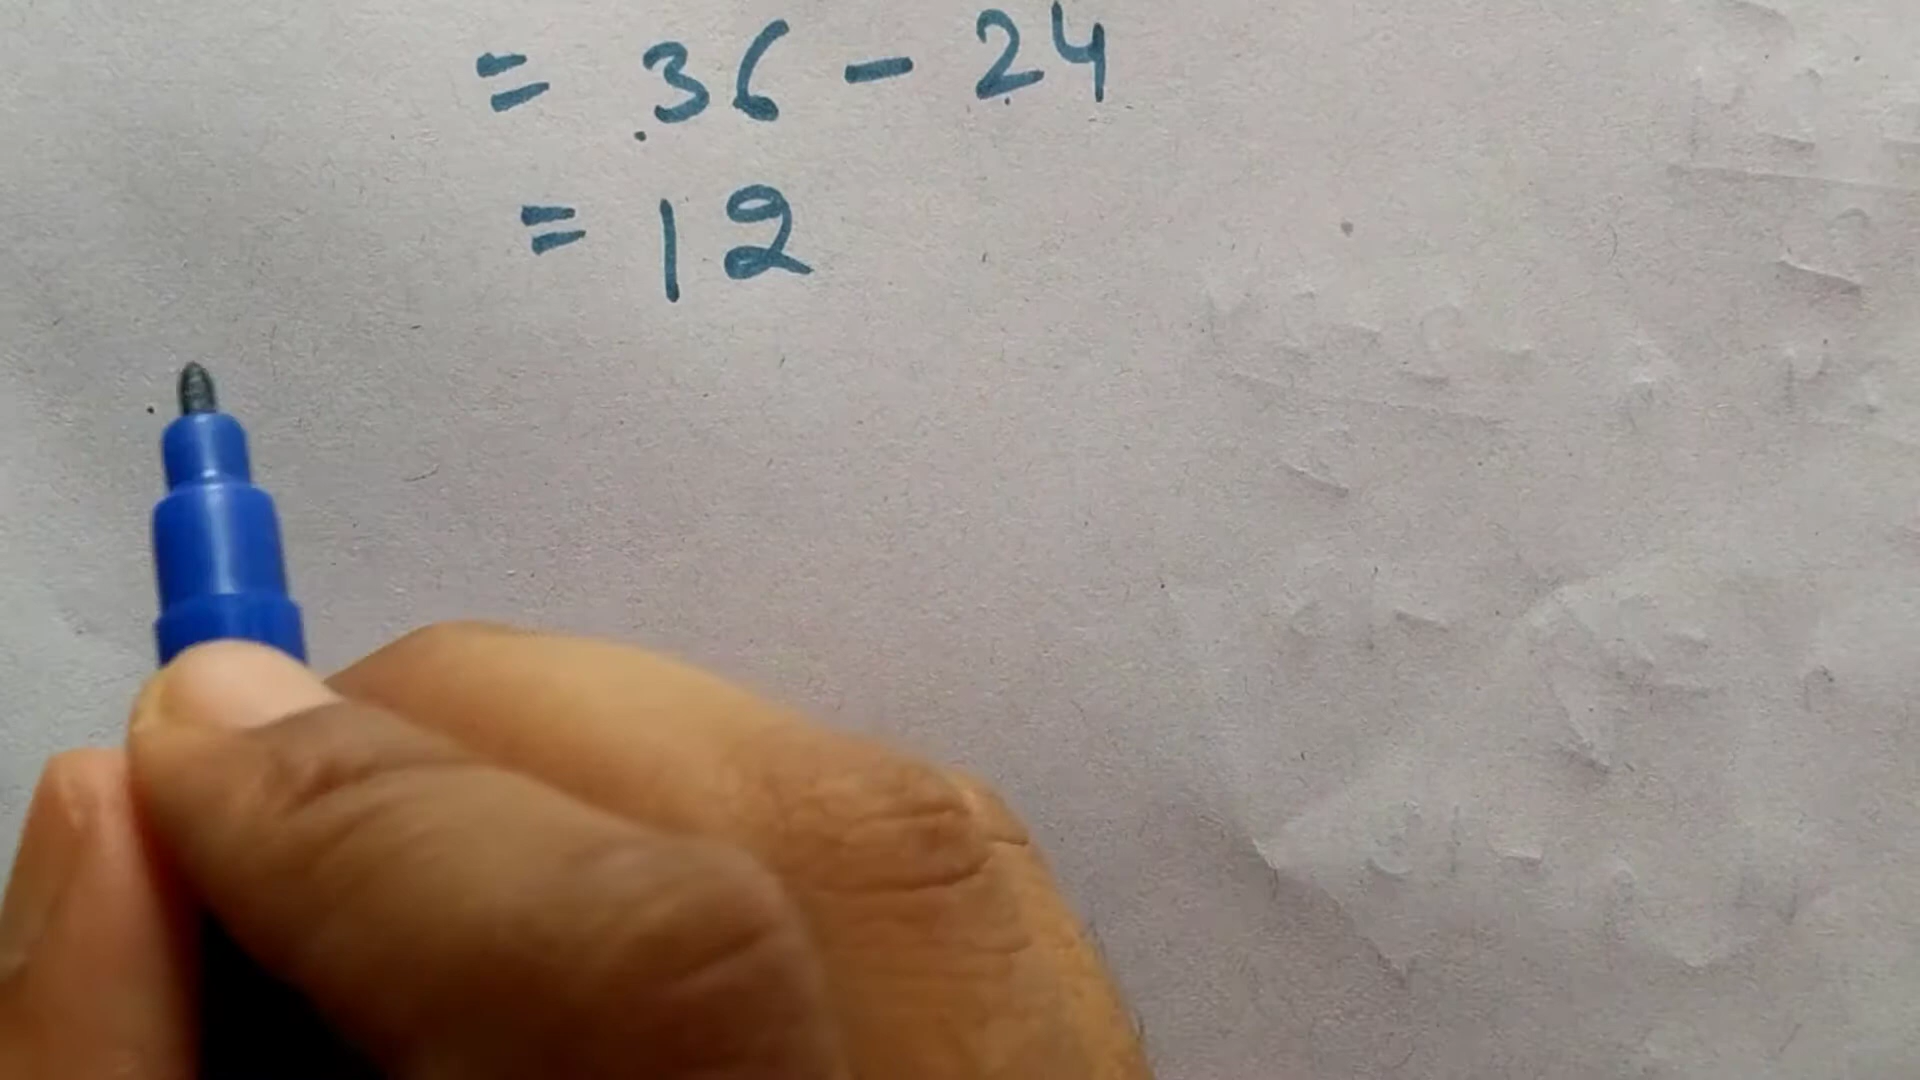 = 36 - 24
= 12